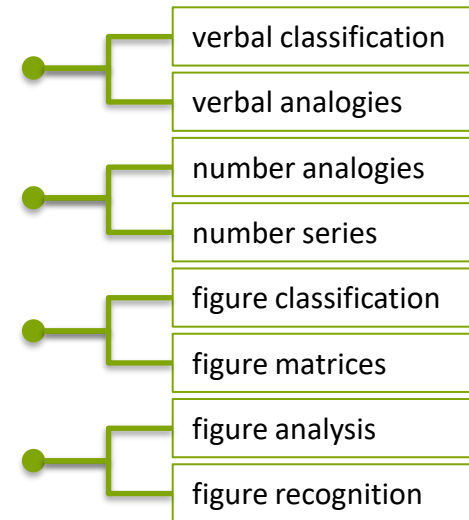 verbal classification
verbal analogies
number analogies
number series
figure classification
figure matrices
figure analysis
figure recognition